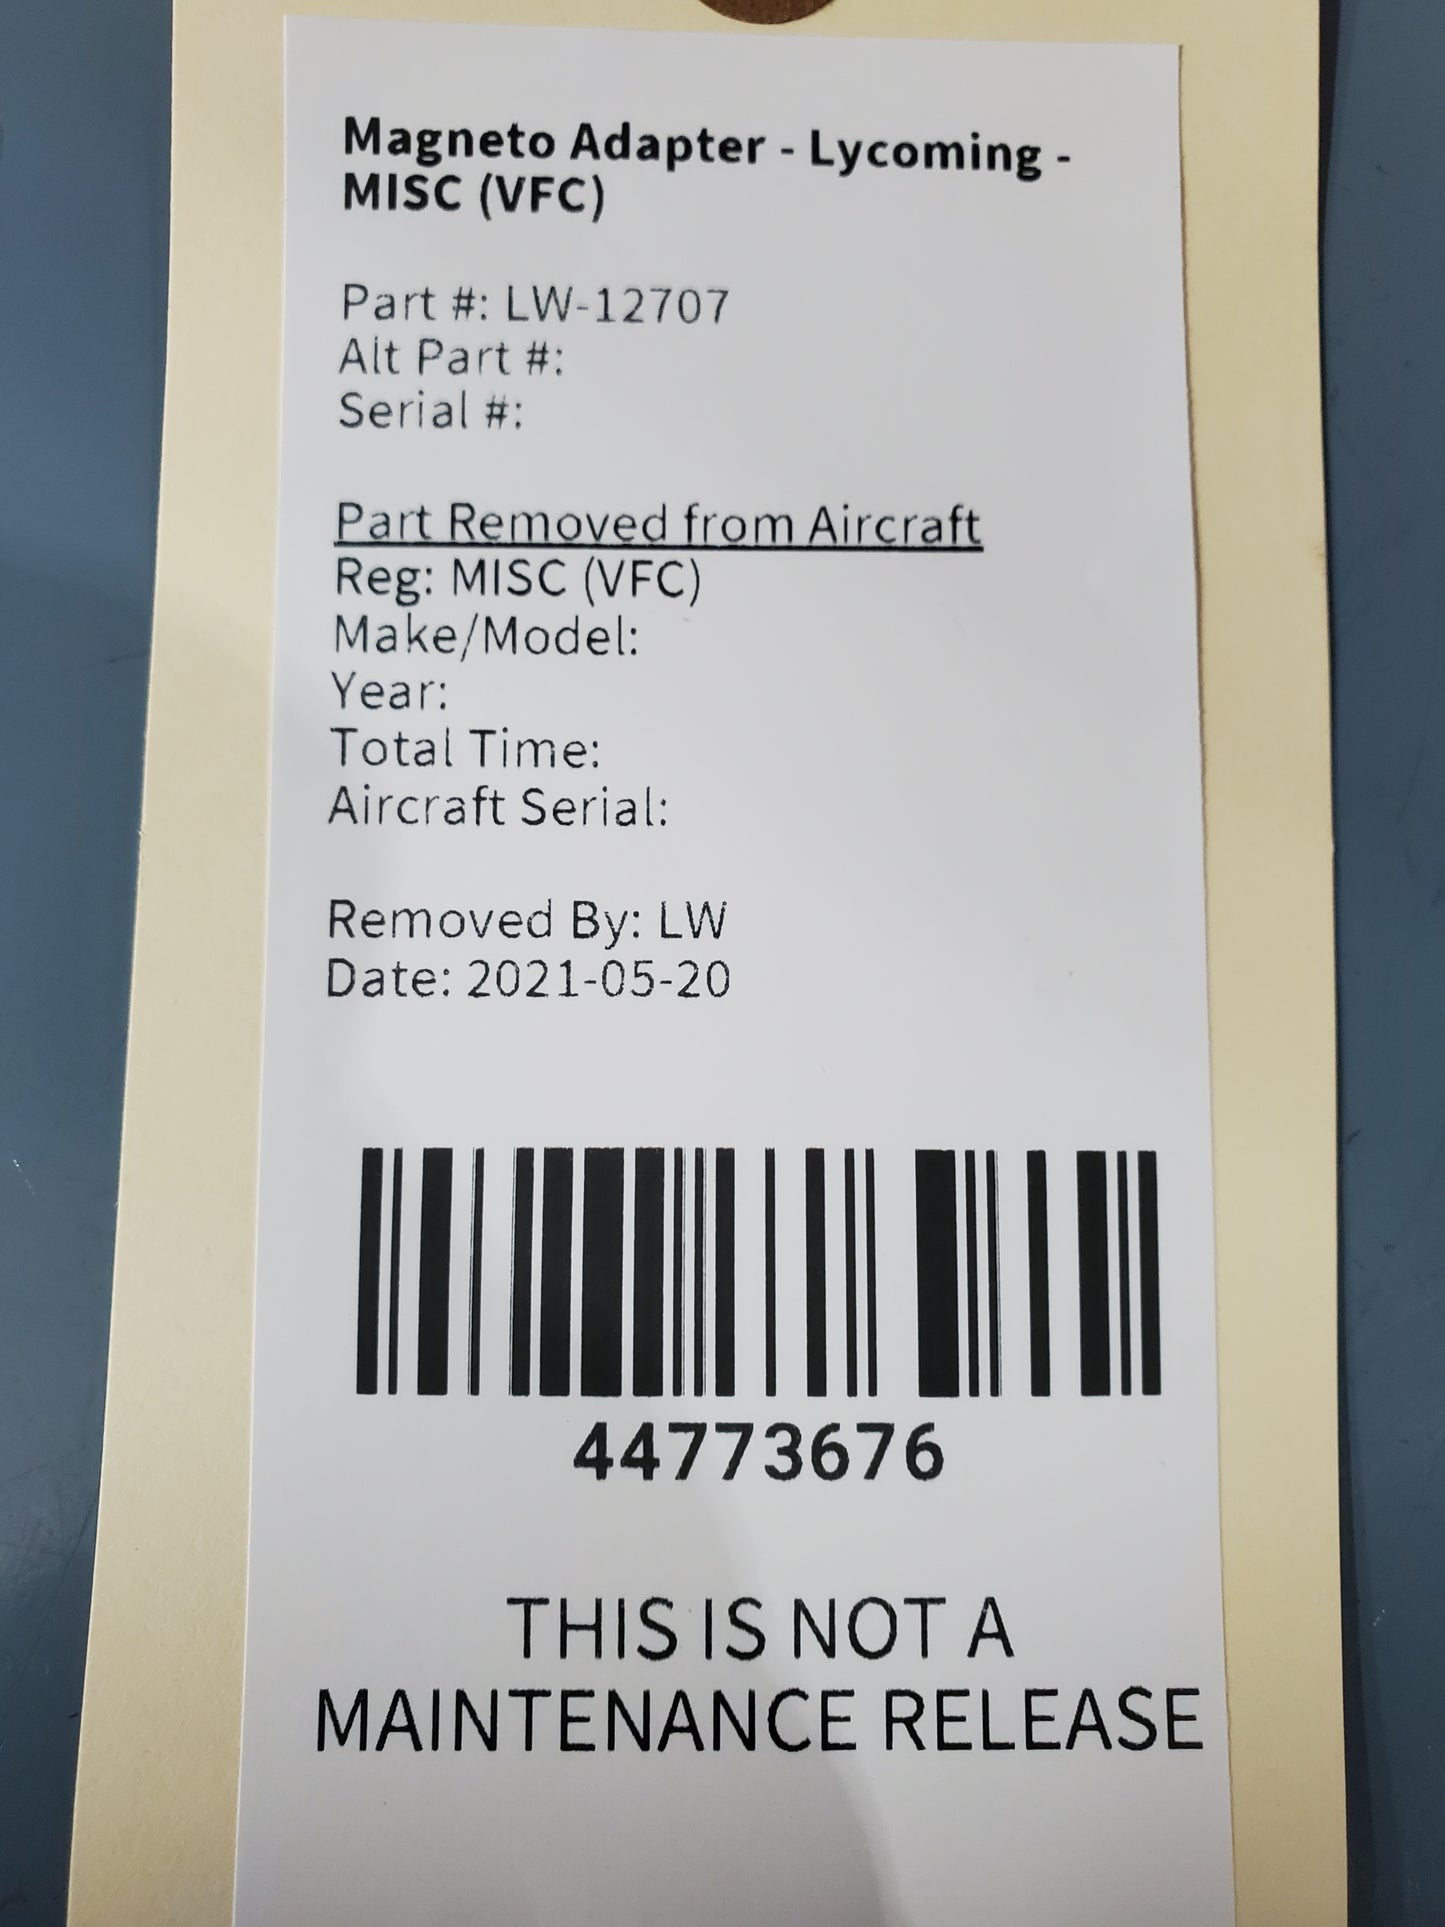 Magneto Adapter - Lycoming -
MISC (VFC)
Part #: LW-12707
Alt Part #:
Serial #:
Part Removed from Aircraft
Reg: MISC (VFC)
Make/Model:
Year:
Total Time:
Aircraft Serial:
Removed By: LW
Date: 2021-05-20
44773676
THIS IS NOT A
MAINTENANCE RELEASE